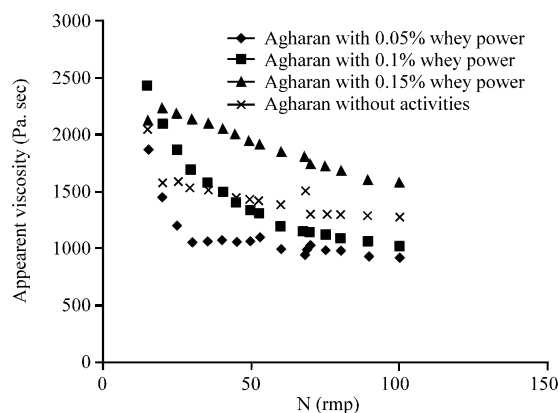 3000
2500
2000
1500
1000
500
0
Appearent viscosity (Pa. sec)
Agharan with 0.05% whey power
Agharan with 0.1% whey power
Agharan with 0.15% whey power
Agharan without activities
0
50
100
150
N (rmp)